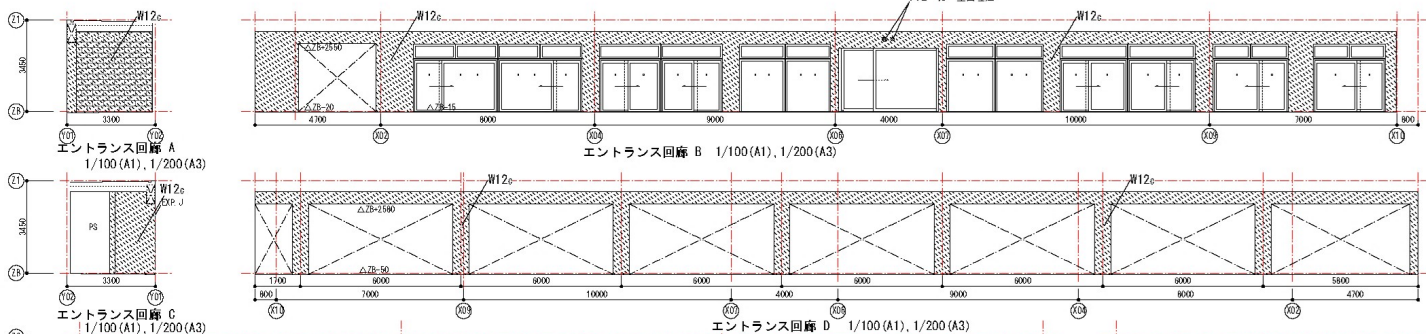 Z1
W12c
W12c
W12c
△ZB+2550
3450
△ZB-20
△ZB-15
ZB
3300
4700
8000
9000
4000
10000
7000
800
Y01
Y02
X02
X04
X06
X07
X09
X10
エントランス回廊 A
1/100(A1), 1/200(A3)
エントランス回廊 B 1/100(A1), 1/200(A3)
Z1
W12c
EXP.J
W12c
W12c
PS
△ZB+2580
3450
△ZB-50
ZB
3300
1700
6000
6000
6000
6000
6000
6000
5800
800
7000
10000
4000
9000
8000
4700
Y02
Y01
X10
X09
X07
X06
X04
X02
エントランス回廊 C
1/100(A1), 1/200(A3)
エントランス回廊 D 1/100(A1), 1/200(A3)